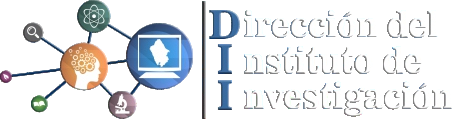 Dirección del
Instituto de
Investigación